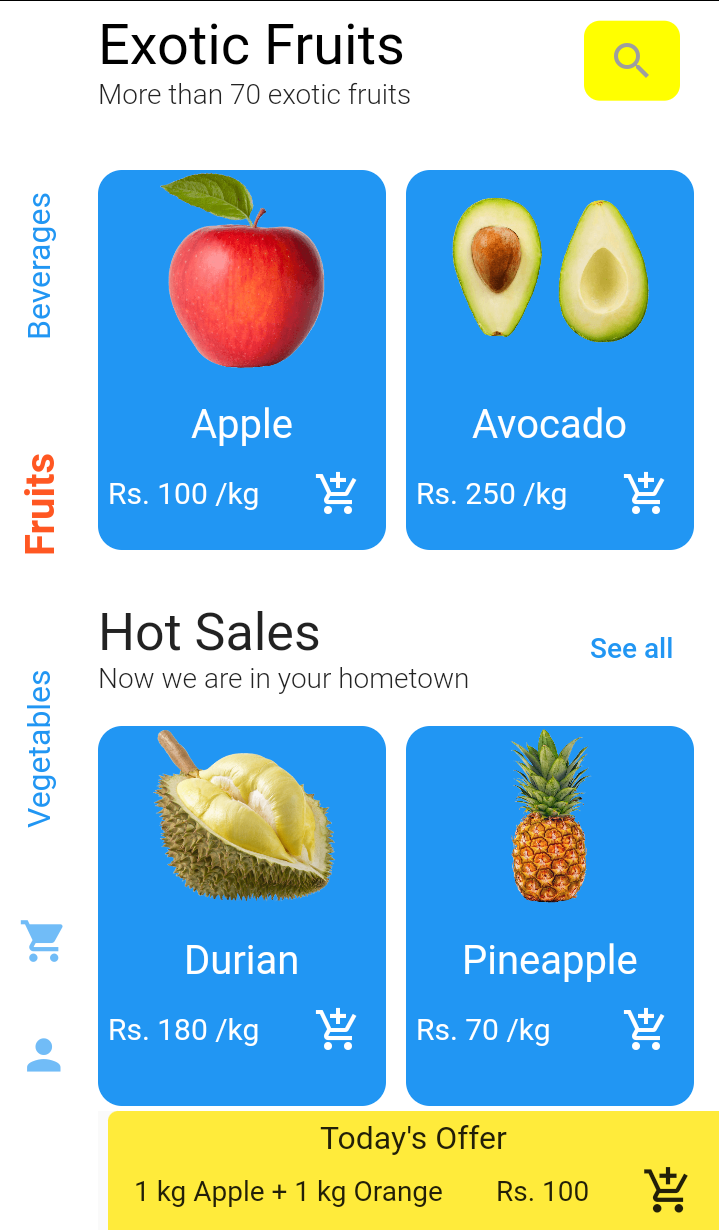 Exotic Fruits
More than 70 exotic fruits
Beverages
Fruits
Vegetables
Apple
Rs. 100 /kg
Avocado
Rs. 250 /kg
Hot Sales
See all
Now we are in your hometown
Durian
Rs. 180 /kg
Pineapple
Rs. 70 /kg
Today's Offer
1 kg Apple + 1 kg Orange
Rs. 100